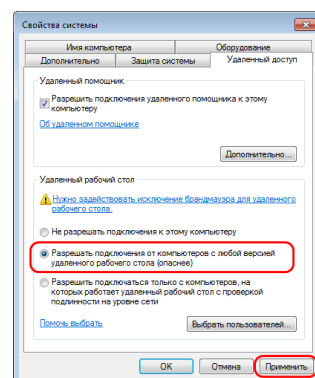 Свойства системы
Имя компьютера
Оборудование
Дополнительно
Защита системы
Удаленный доступ
Удаленный помощник
Разрешить подключения удаленного помощника к этому
компьютеру
Об удаленном помощнике
Дополнительно...
Удаленный рабочий стол
Нужно задействовать исключение брандмауэра для удаленного
рабочего стола.
Не разрешать подключения к этому компьютеру
Разрешать подключения от компьютеров с любой версией
удаленного рабочего стола (опаснее)
Разрешить подключаться только с компьютеров, на
которых работает удаленный рабочий стол с проверкой
подлинности на уровне сети
Помочь выбрать
Выбрать пользователей...
ОК
Отмена
Применить